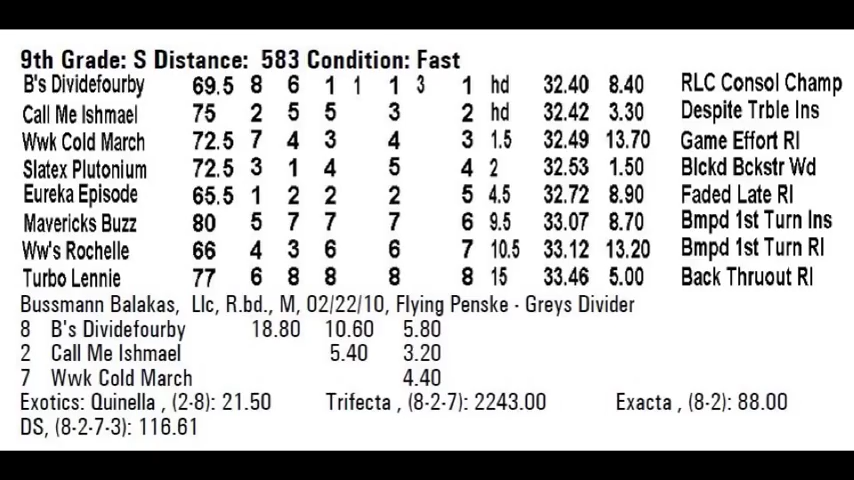 9th Grade: S Distance: 583 Condition: Fast
B's Dividefourby 69.5 8 6 1 1 1 3 1 hd 32.40 8.40 RLC Consol Champ
Call Me Ishmael 75 2 5 5 3 2 hd 32.42 3.30 Despite Trble Ins
Wwk Cold March 72.5 7 4 3 4 3 1.5 32.49 13.70 Game Effort Rl
Slatex Plutonium 72.5 3 1 4 5 4 2 32.53 1.50 Blckd Bckstr Wd
Eureka Episode 65.5 1 2 2 2 5 4.5 32.72 8.90 Faded Late Rl
Mavericks Buzz 80 5 7 7 7 6 9.5 33.07 8.70 Bmpd 1st Turn Ins
Ww's Rochelle 66 4 3 6 6 7 10.5 33.12 13.20 Bmpd 1st Turn Rl
Turbo Lennie 77 6 8 8 8 8 15 33.46 5.00 Back Thruout Rl
Bussmann Balakas, Llc, R.bd., M, 02/22/10, Flying Penske - Greys Divider
8 B's Dividefourby 18.80 10.60 5.80
2 Call Me Ishmael 5.40 3.20
7 Wwk Cold March 4.40
Exotics: Quinella , (2-8): 21.50 Trifecta , (8-2-7): 2243.00 Exacta , (8-2): 88.00
DS, (8-2-7-3): 116.61